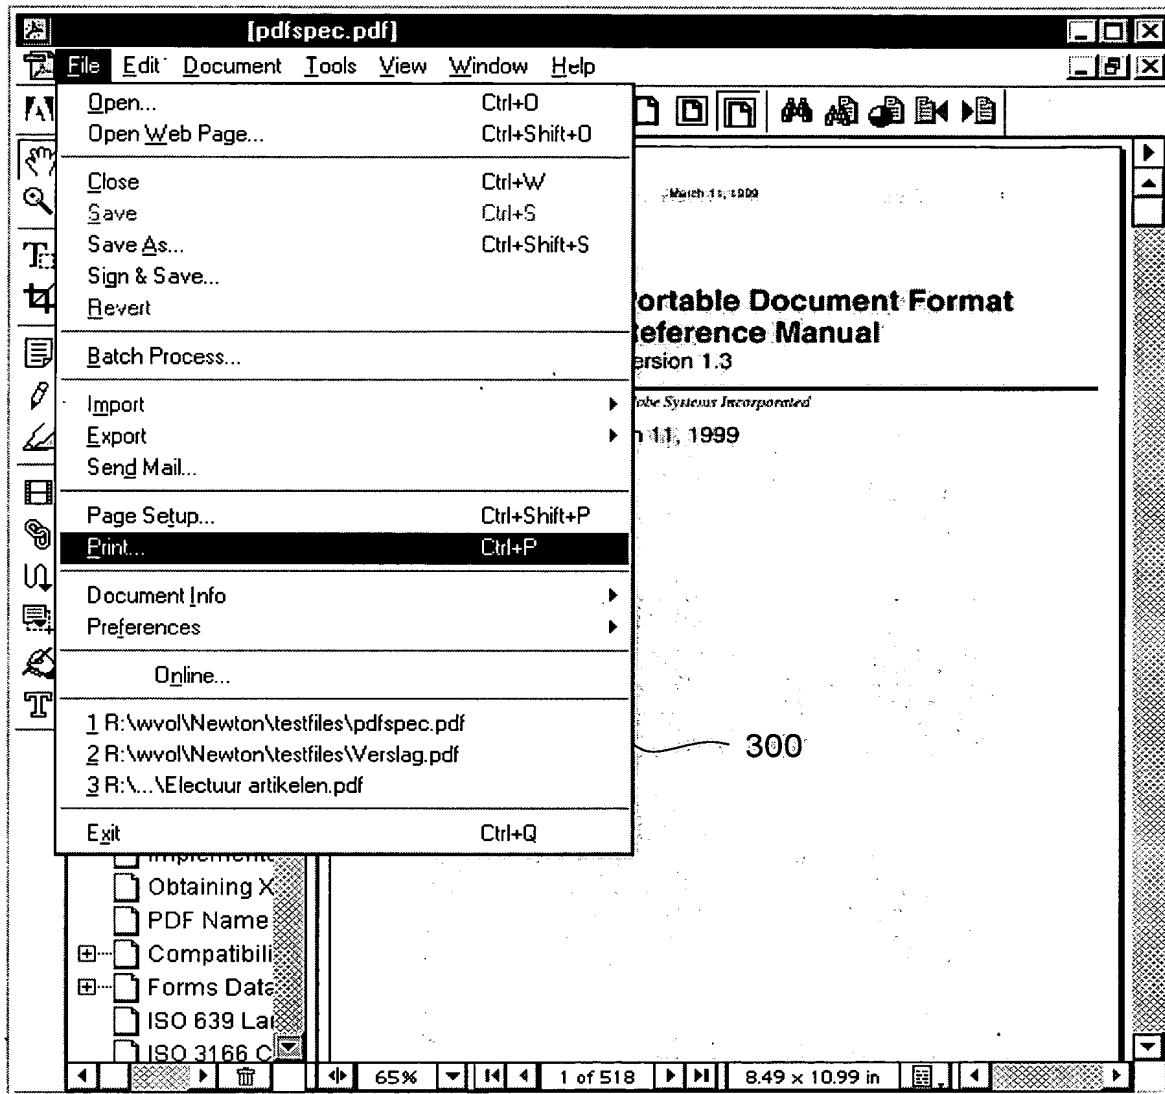 [pdfspec.pdf]
File Edit Document Tools View Window Help
Open... Ctrl+O
Open Web Page... Ctrl+Shift+O
Close Ctrl+W
Save Ctrl+S
Save As... Ctrl+Shift+S
Sign & Save...
Revert
Batch Process...
Import
Export
Send Mail...
Page Setup... Ctrl+Shift+P
Print... Ctrl+P
Document Info
Preferences
Online...
1 R:\wvol\Newton\testfiles\pdfspec.pdf
2 R:\wvol\Newton\testfiles\Verslag.pdf
3 R:\...\Electuur artikelen.pdf
Exit Ctrl+Q
March 11, 1999
ortable Document Format
eference Manual
ersion 1.3
obe Systems Incorporated
h 11, 1999
300
Implementa
Obtaining X
PDF Name
Compatibili
Forms Data
ISO 639 La
ISO 3166 C
65% 1 of 518 8.49 x 10.99 in